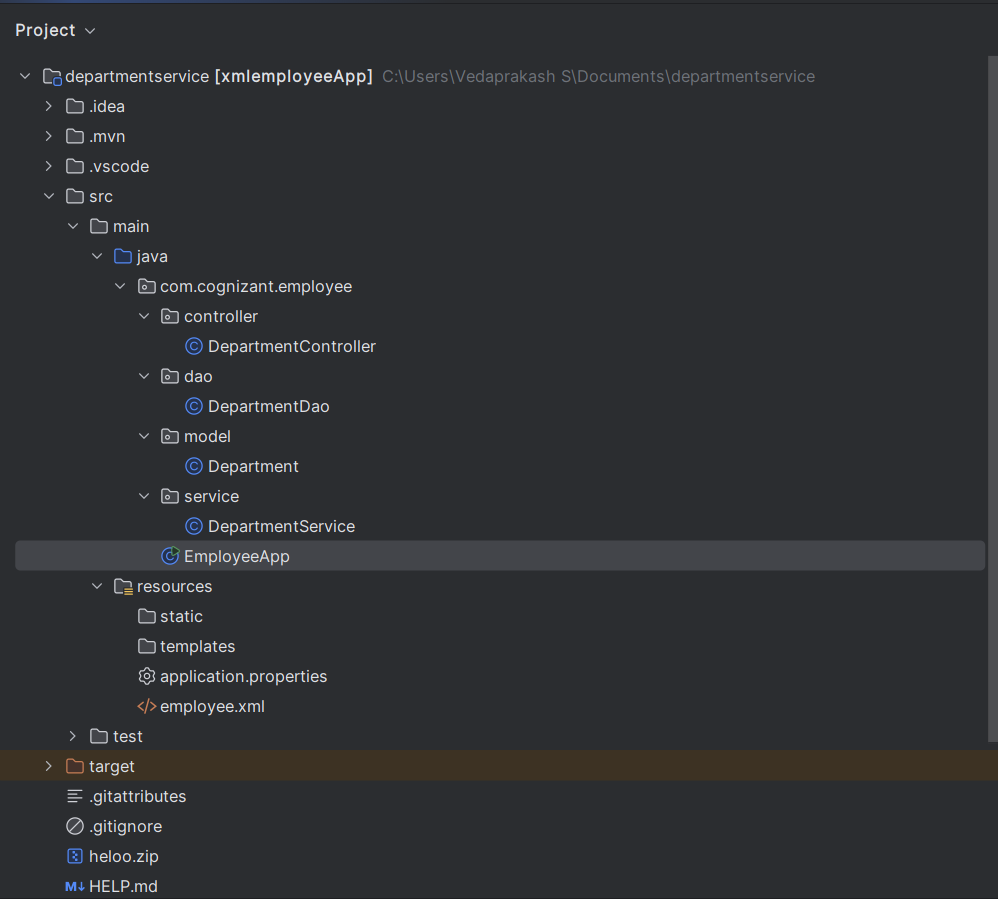 Project
departmentservice [xmlemployeeApp] C:\Users\Vedaprakash S\Documents\departmentservice
.idea
.mvn
.vscode
src
main
java
com.cognizant.employee
controller
DepartmentController
dao
DepartmentDao
model
Department
service
DepartmentService
EmployeeApp
resources
static
templates
application.properties
employee.xml
test
target
.gitattributes
.gitignore
heloo.zip
HELP.md